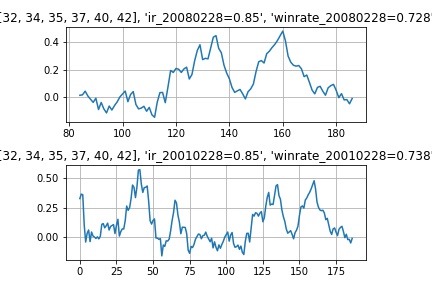 [32, 34, 35, 37, 40, 42], 'ir_20080228=0.85', 'winrate_20080228=0.728'
0.4
0.2
0.0
80 100 120 140 160 180
[32, 34, 35, 37, 40, 42], 'ir_20010228=0.85', 'winrate_20010228=0.738'
0.50
0.25
0.00
0 25 50 75 100 125 150 175